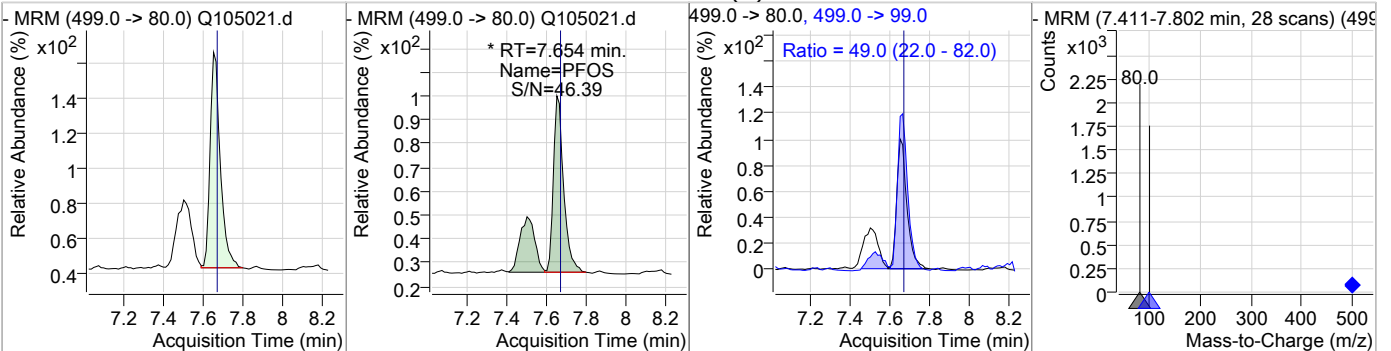 - MRM (499.0 -> 80.0) Q105021.d
x10²
Relative Abundance (%)
1.4
1.2
1
0.8
0.6
0.4
7.2 7.4 7.6 7.8 8 8.2
Acquisition Time (min)
- MRM (499.0 -> 80.0) Q105021.d
x10²
* RT=7.654 min.
Name=PFOS
S/N=46.39
Relative Abundance (%)
1
0.9
0.8
0.7
0.6
0.5
0.4
0.3
0.2
7.2 7.4 7.6 7.8 8 8.2
Acquisition Time (min)
499.0 -> 80.0, 499.0 -> 99.0
x10²
Ratio = 49.0 (22.0 - 82.0)
Relative Abundance (%)
1.4
1.2
1
0.8
0.6
0.4
0.2
0
7.2 7.4 7.6 7.8 8 8.2
Acquisition Time (min)
- MRM (7.411-7.802 min, 28 scans) (499
x10³
Counts
80.0
2.25
2
1.75
1.5
1.25
1
0.75
0.5
0.25
0
100 200 300 400 500
Mass-to-Charge (m/z)